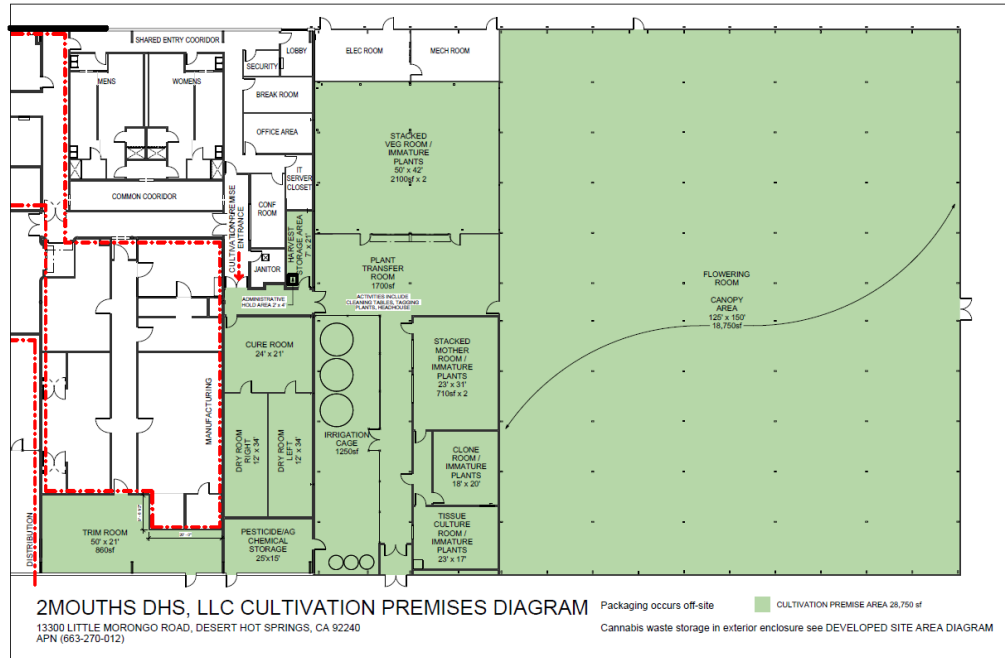 SHARED ENTRY COORIDOR
LOBBY
SECURITY
ELEC ROOM
MECH ROOM
MENS
WOMENS
BREAK ROOM
OFFICE AREA
STACKED
VEG ROOM /
IMMATURE
PLANTS
50' x 42'
2100sf x 2
IT
SERVER
CLOSET
COMMON COORIDOR
CONF
ROOM
CULTIVATION PREMISE
ENTRANCE
HARVEST
STORAGE AREA
7' x 21'
JANITOR
PLANT
TRANSFER
ROOM
1700sf
ACTIVITIES INCLUDE
CLEANING TABLES, TAGGING
PLANTS, HEADHOUSE
ADMINISTRATIVE
HOLD AREA 2' x 4'
FLOWERING
ROOM
CANOPY
AREA
125' x 150'
18,750sf
CURE ROOM
24' x 21'
STACKED
MOTHER
ROOM /
IMMATURE
PLANTS
23' x 31'
710sf x 2
MANUFACTURING
DRY ROOM
RIGHT
12' x 34'
DRY ROOM
LEFT
12' x 34'
IRRIGATION
CAGE
1250sf
CLONE
ROOM /
IMMATURE
PLANTS
18' x 20'
TISSUE
CULTURE
ROOM /
IMMATURE
PLANTS
23' x 17'
DISTRIBUTION
TRIM ROOM
50' x 21'
860sf
PESTICIDE/AG
CHEMICAL
STORAGE
25'x15'
2MOUTHS DHS, LLC CULTIVATION PREMISES DIAGRAM
13300 LITTLE MORONGO ROAD, DESERT HOT SPRINGS, CA 92240
APN (663-270-012)
Packaging occurs off-site
CULTIVATION PREMISE AREA 28,750 sf
Cannabis waste storage in exterior enclosure see DEVELOPED SITE AREA DIAGRAM